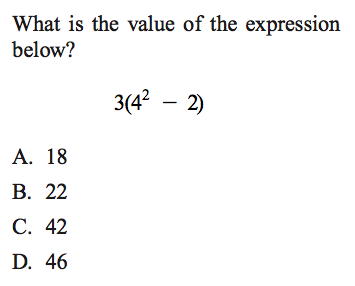 What is the value of the expression
below?
3(4² − 2)
A. 18
B. 22
C. 42
D. 46